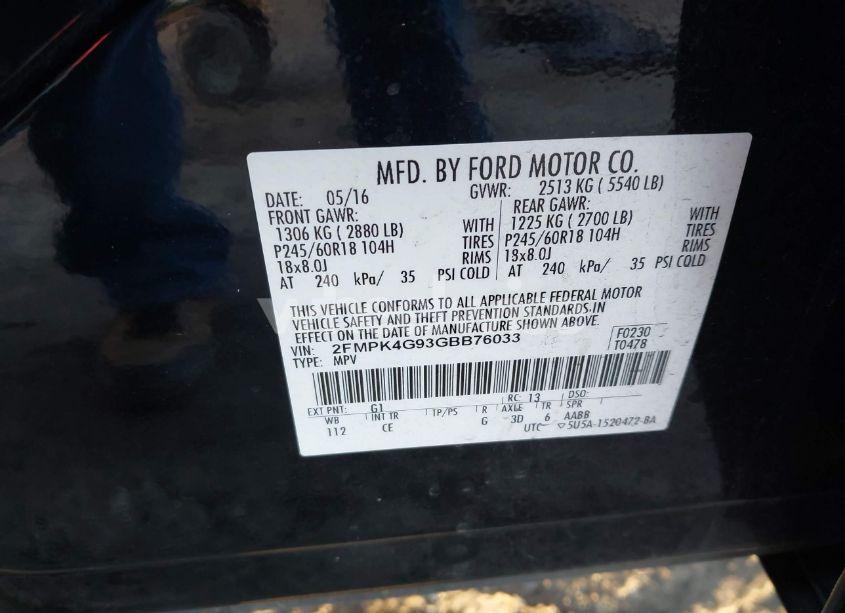 MFD. BY FORD MOTOR CO.
DATE: 05/16 GVWR: 2513 KG ( 5540 LB)
FRONT GAWR: REAR GAWR:
1306 KG ( 2880 LB) WITH 1225 KG ( 2700 LB) WITH
P245/60R18 104H TIRES P245/60R18 104H TIRES
18x8.0J RIMS 18x8.0J RIMS
AT 240 kPa/ 35 PSI COLD AT 240 kPa/ 35 PSI COLD
THIS VEHICLE CONFORMS TO ALL APPLICABLE FEDERAL MOTOR
VEHICLE SAFETY AND THEFT PREVENTION STANDARDS IN
EFFECT ON THE DATE OF MANUFACTURE SHOWN ABOVE.
VIN: 2FMPK4G93GBB76033 F0230
TYPE: MPV T0478
EXT PNT: G1 RC: 13 DSO:
WB INT TR TP/PS R AXLE TR SPR
112 CE G 3D 6 AABB
UTC 5U5A-1520472-BA